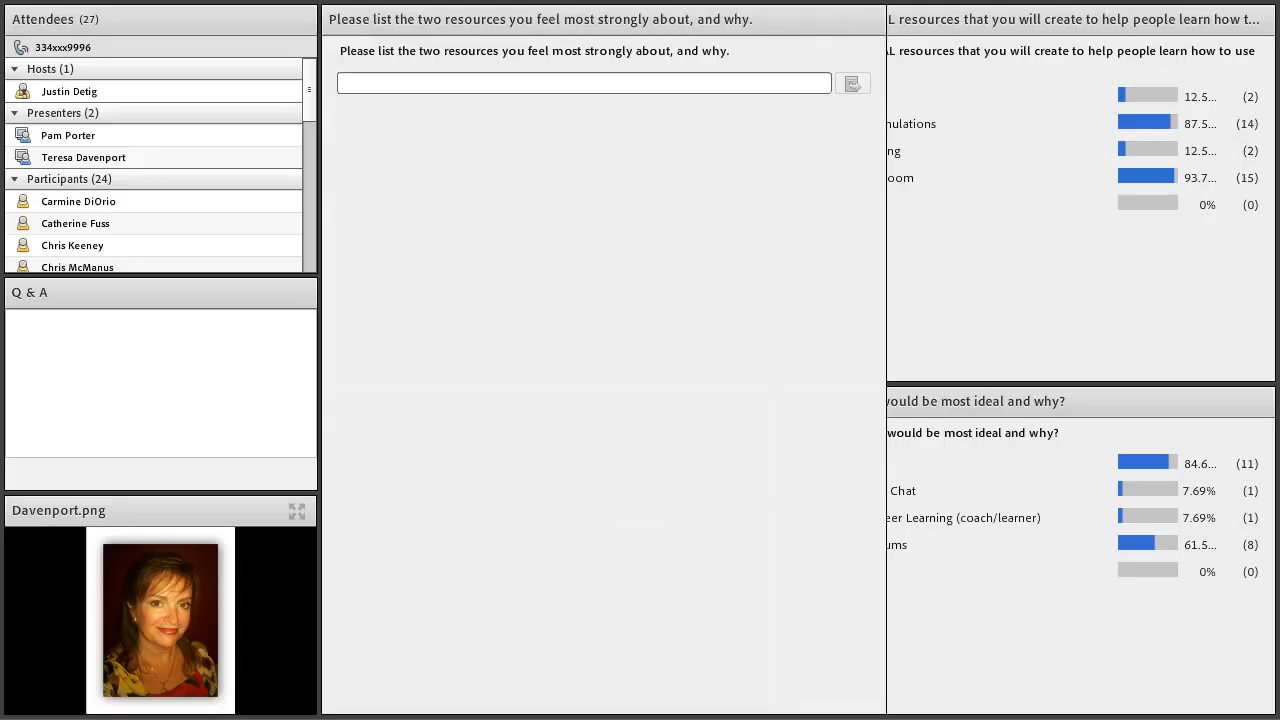 Attendees (27)
334xxx9996
Hosts (1)
Justin Detig
Presenters (2)
Pam Porter
Teresa Davenport
Participants (24)
Carmine DiOrio
Catherine Fuss
Chris Keeney
Chris McManus
Q & A
Davenport.png
Please list the two resources you feel most strongly about, and why.
Please list the two resources you feel most strongly about, and why.
L resources that you will create to help people learn how t...
AL resources that you will create to help people learn how to use
12.5... (2)
nulations 87.5... (14)
ng 12.5... (2)
oom 93.7... (15)
0% (0)
would be most ideal and why?
would be most ideal and why?
84.6... (11)
Chat 7.69% (1)
eer Learning (coach/learner) 7.69% (1)
ums 61.5... (8)
0% (0)